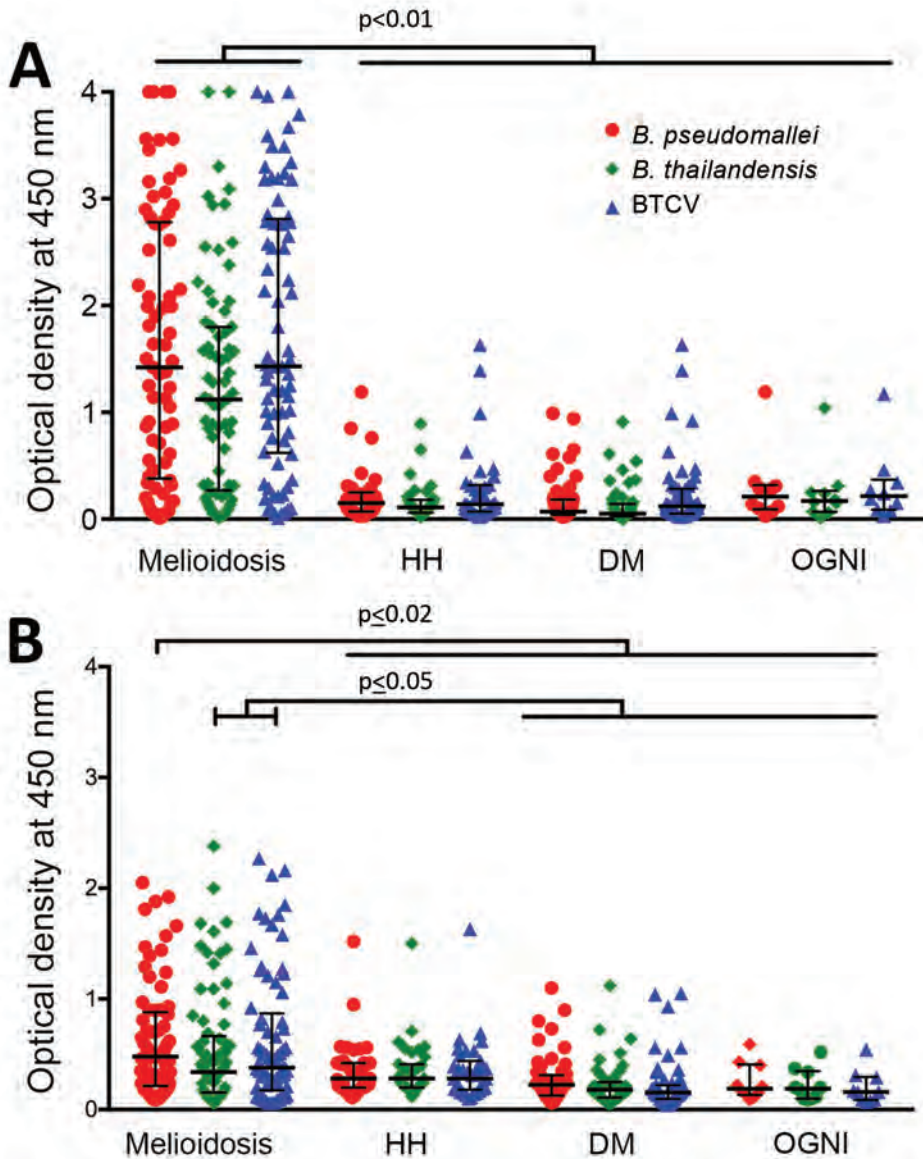 p<0.01
A
4
B. pseudomallei
B. thailandensis
BTCV
3
2
1
0
Optical density at 450 nm
Melioidosis HH DM OGNI
p≤0.02
B
p≤0.05
4
3
2
1
0
Optical density at 450 nm
Melioidosis HH DM OGNI